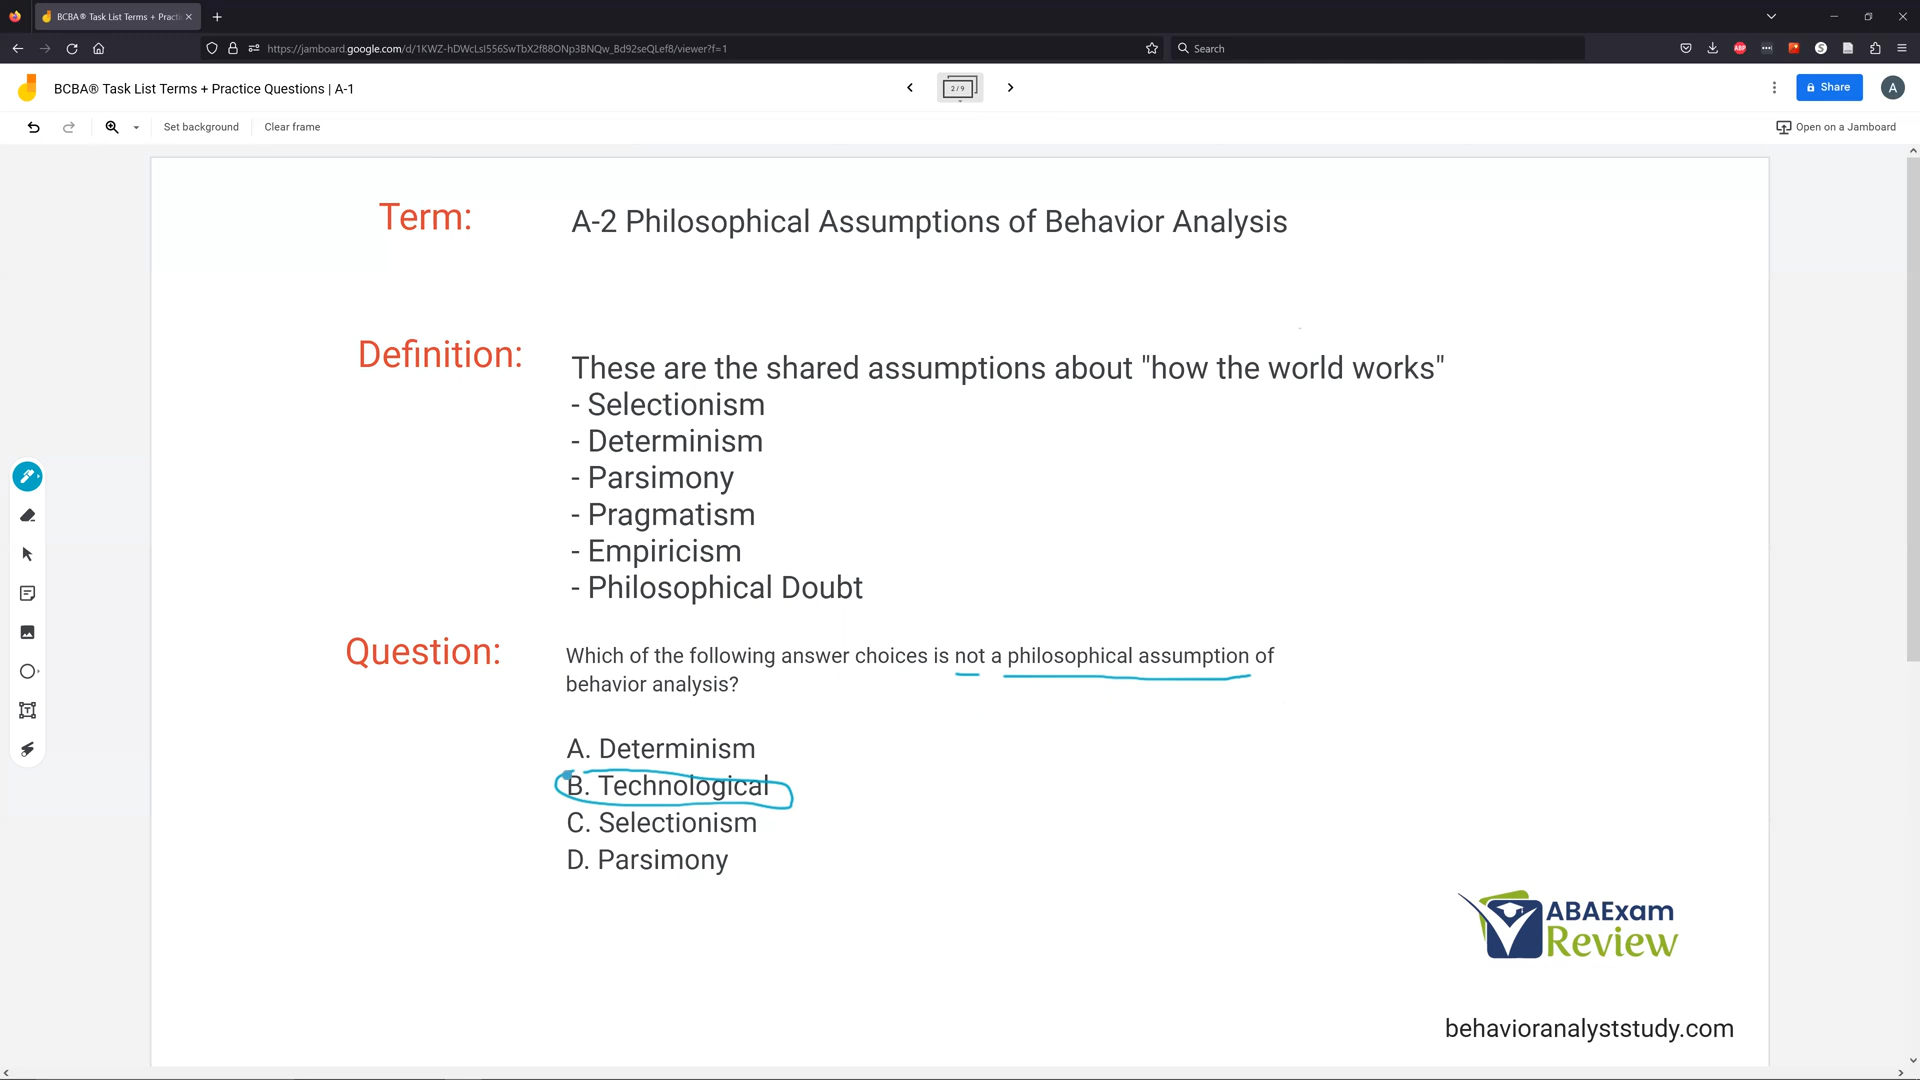 BCBA® Task List Terms + Practi
https://jamboard.google.com/d/1KWZ-hDWcLsI556SwTbX2f88ONp3BNQw_Bd92seQLef8/viewer?f=1
Search
ABP
BCBA® Task List Terms + Practice Questions | A-1
2 / 9
Share
A
Set background
Clear frame
Open on a Jamboard
Term:
A-2 Philosophical Assumptions of Behavior Analysis
Definition:
These are the shared assumptions about "how the world works"
- Selectionism
- Determinism
- Parsimony
- Pragmatism
- Empiricism
- Philosophical Doubt
Question:
Which of the following answer choices is not a philosophical assumption of
behavior analysis?
A. Determinism
B. Technological
C. Selectionism
D. Parsimony
ABAExam
Review
behavioranalyststudy.com